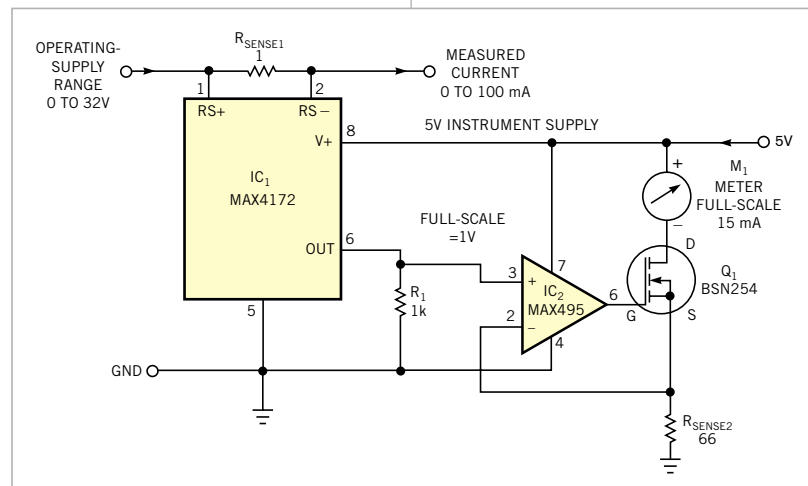 OPERATING-
SUPPLY
RANGE
0 TO 32V
RSENSE1
1
MEASURED
CURRENT
0 TO 100 mA
1
2
RS+
RS−
V+
8
5V INSTRUMENT SUPPLY
5V
IC1
MAX4172
M1
METER
FULL-SCALE
15 mA
+
−
FULL-SCALE
=1V
OUT
6
D
Q1
BSN254
3
+
7
IC2
MAX495
6
G
S
R1
1k
2
−
4
5
GND
RSENSE2
66